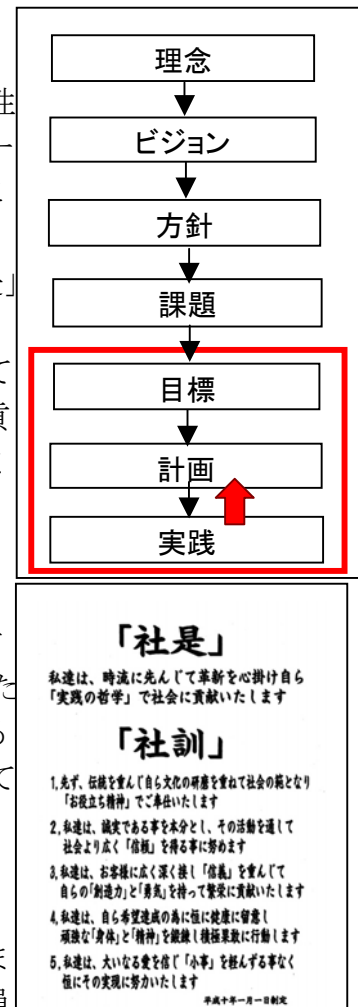 理念
ビジョン
方針
課題
目標
計画
実践
「社是」
私達は、時流に先んじて革新を心掛け自ら
「実践の哲学」で社会に貢献いたします
「社訓」
1.先ず、伝統を重んじ自ら文化の研磨を重ねて社会の範となり
「お役立ち精神」でご奉仕いたします
2.私達は、誠実である事を本分とし、その活動を通して
社会より広く「信頼」を得る事に努めます
3.私達は、お客様に広く深く接し「信義」を重んじて
自らの「創造力」と「勇気」を持って繁栄に貢献いたします
4.私達は、自ら希望達成の為に恒に健康に留意し
頑強な「身体」と「精神」を鍛錬し積極果敢に行動します
5.私達は、大いなる愛を信じ「小事」を軽んずる事なく
恒にその実現に努力いたします
平成十年一月一日制定